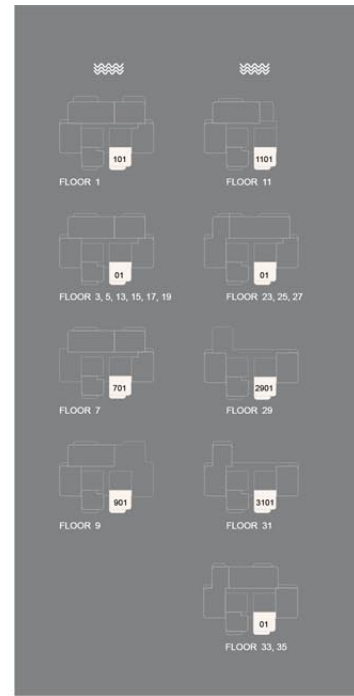 101
FLOOR 1
1101
FLOOR 11
01
FLOOR 3, 5, 13, 15, 17, 19
01
FLOOR 23, 25, 27
701
FLOOR 7
2901
FLOOR 29
901
FLOOR 9
3101
FLOOR 31
01
FLOOR 33, 35